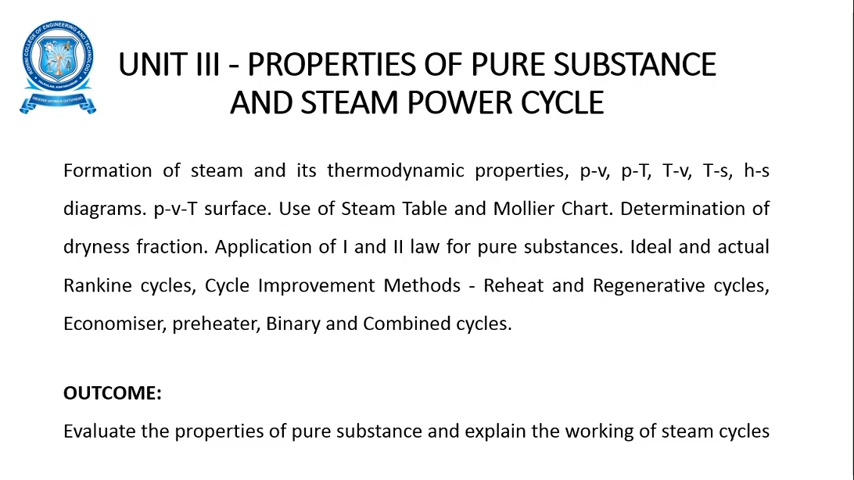 UNIT III - PROPERTIES OF PURE SUBSTANCE
AND STEAM POWER CYCLE
Formation of steam and its thermodynamic properties, p-v, p-T, T-v, T-s, h-s
diagrams. p-v-T surface. Use of Steam Table and Mollier Chart. Determination of
dryness fraction. Application of I and II law for pure substances. Ideal and actual
Rankine cycles, Cycle Improvement Methods - Reheat and Regenerative cycles,
Economiser, preheater, Binary and Combined cycles.
OUTCOME:
Evaluate the properties of pure substance and explain the working of steam cycles